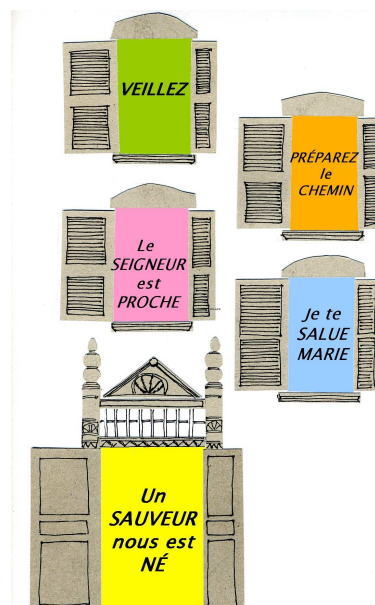 VEILLEZ
PRÉPAREZ
le
CHEMIN
Le
SEIGNEUR
est
PROCHE
Je te
SALUE
MARIE
Un
SAUVEUR
nous est
NÉ